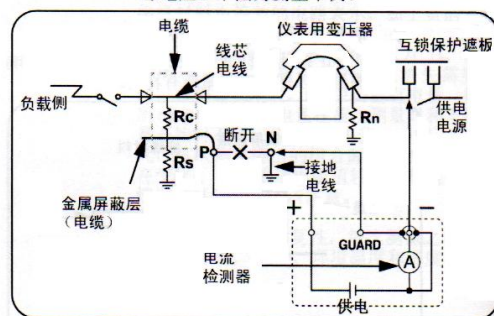 电缆
线芯
电线
仪表用变压器
互锁保护遮板
负载侧
Rc
Rn
供电
电源
断开
P
N
Rs
接地
电线
金属屏蔽层
(电缆)
+
−
GUARD
电流
检测器
A
供电